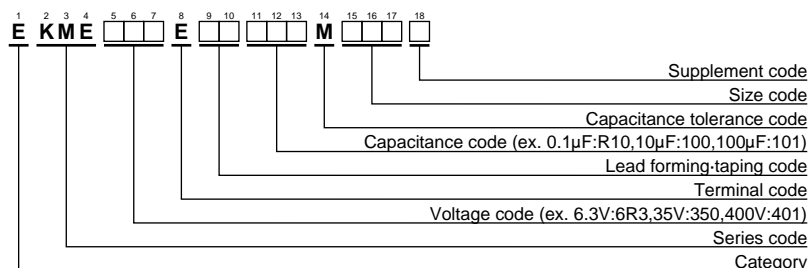 1 2 3 4 5 6 7 8 9 10 11 12 13 14 15 16 17 18
E KME E M
Supplement code
Size code
Capacitance tolerance code
Capacitance code (ex. 0.1µF:R10,10µF:100,100µF:101)
Lead forming·taping code
Terminal code
Voltage code (ex. 6.3V:6R3,35V:350,400V:401)
Series code
Category